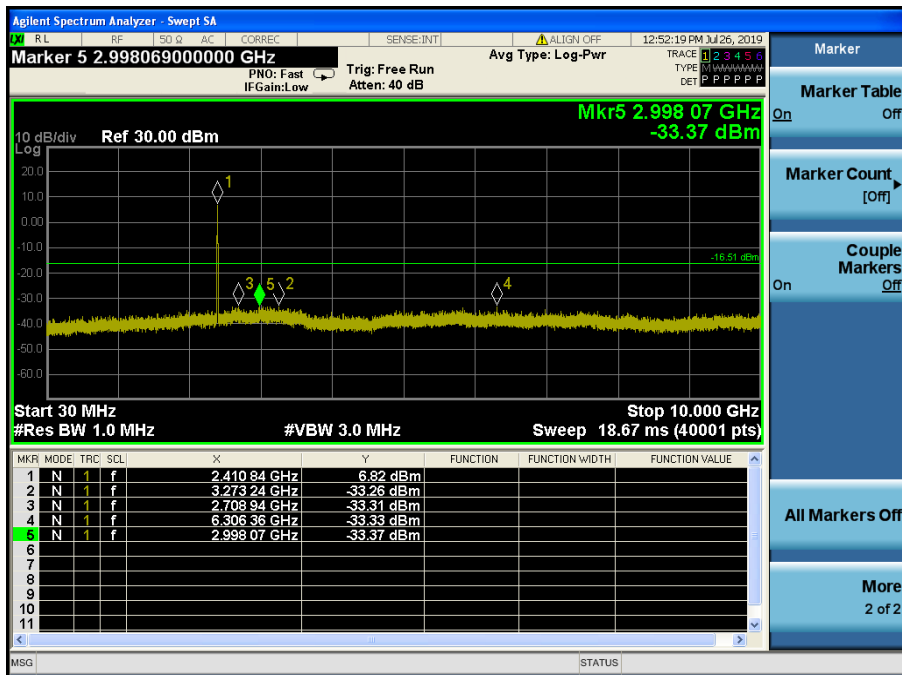 Agilent Spectrum Analyzer - Swept SA
LXI RL RF 50 Ω AC CORREC SENSE:INT ALIGN OFF 12:52:19 PM Jul 26, 2019
Marker 5 2.998069000000 GHz
PNO: Fast
IFGain:Low
Trig: Free Run
Atten: 40 dB
Avg Type: Log-Pwr
TRACE 1 2 3 4 5 6
TYPE M WWWWW
DET P P P P P P
Mkr5 2.998 07 GHz
-33.37 dBm
10 dB/div Ref 30.00 dBm
Log
20.0
10.0
0.00
-10.0
-20.0
-30.0
-40.0
-50.0
-60.0
1
3 5 2
4
-16.51 dBm
Start 30 MHz Stop 10.000 GHz
#Res BW 1.0 MHz #VBW 3.0 MHz Sweep 18.67 ms (40001 pts)
MKR MODE TRC SCL X Y FUNCTION FUNCTION WIDTH FUNCTION VALUE
1 N 1 f 2.410 84 GHz 6.82 dBm
2 N 1 f 3.273 24 GHz -33.26 dBm
3 N 1 f 2.708 94 GHz -33.31 dBm
4 N 1 f 6.306 36 GHz -33.33 dBm
5 N 1 f 2.998 07 GHz -33.37 dBm
6
7
8
9
10
11
MSG STATUS
Marker
Marker Table
On Off
Marker Count
[Off]
Couple
Markers
On Off
All Markers Off
More
2 of 2